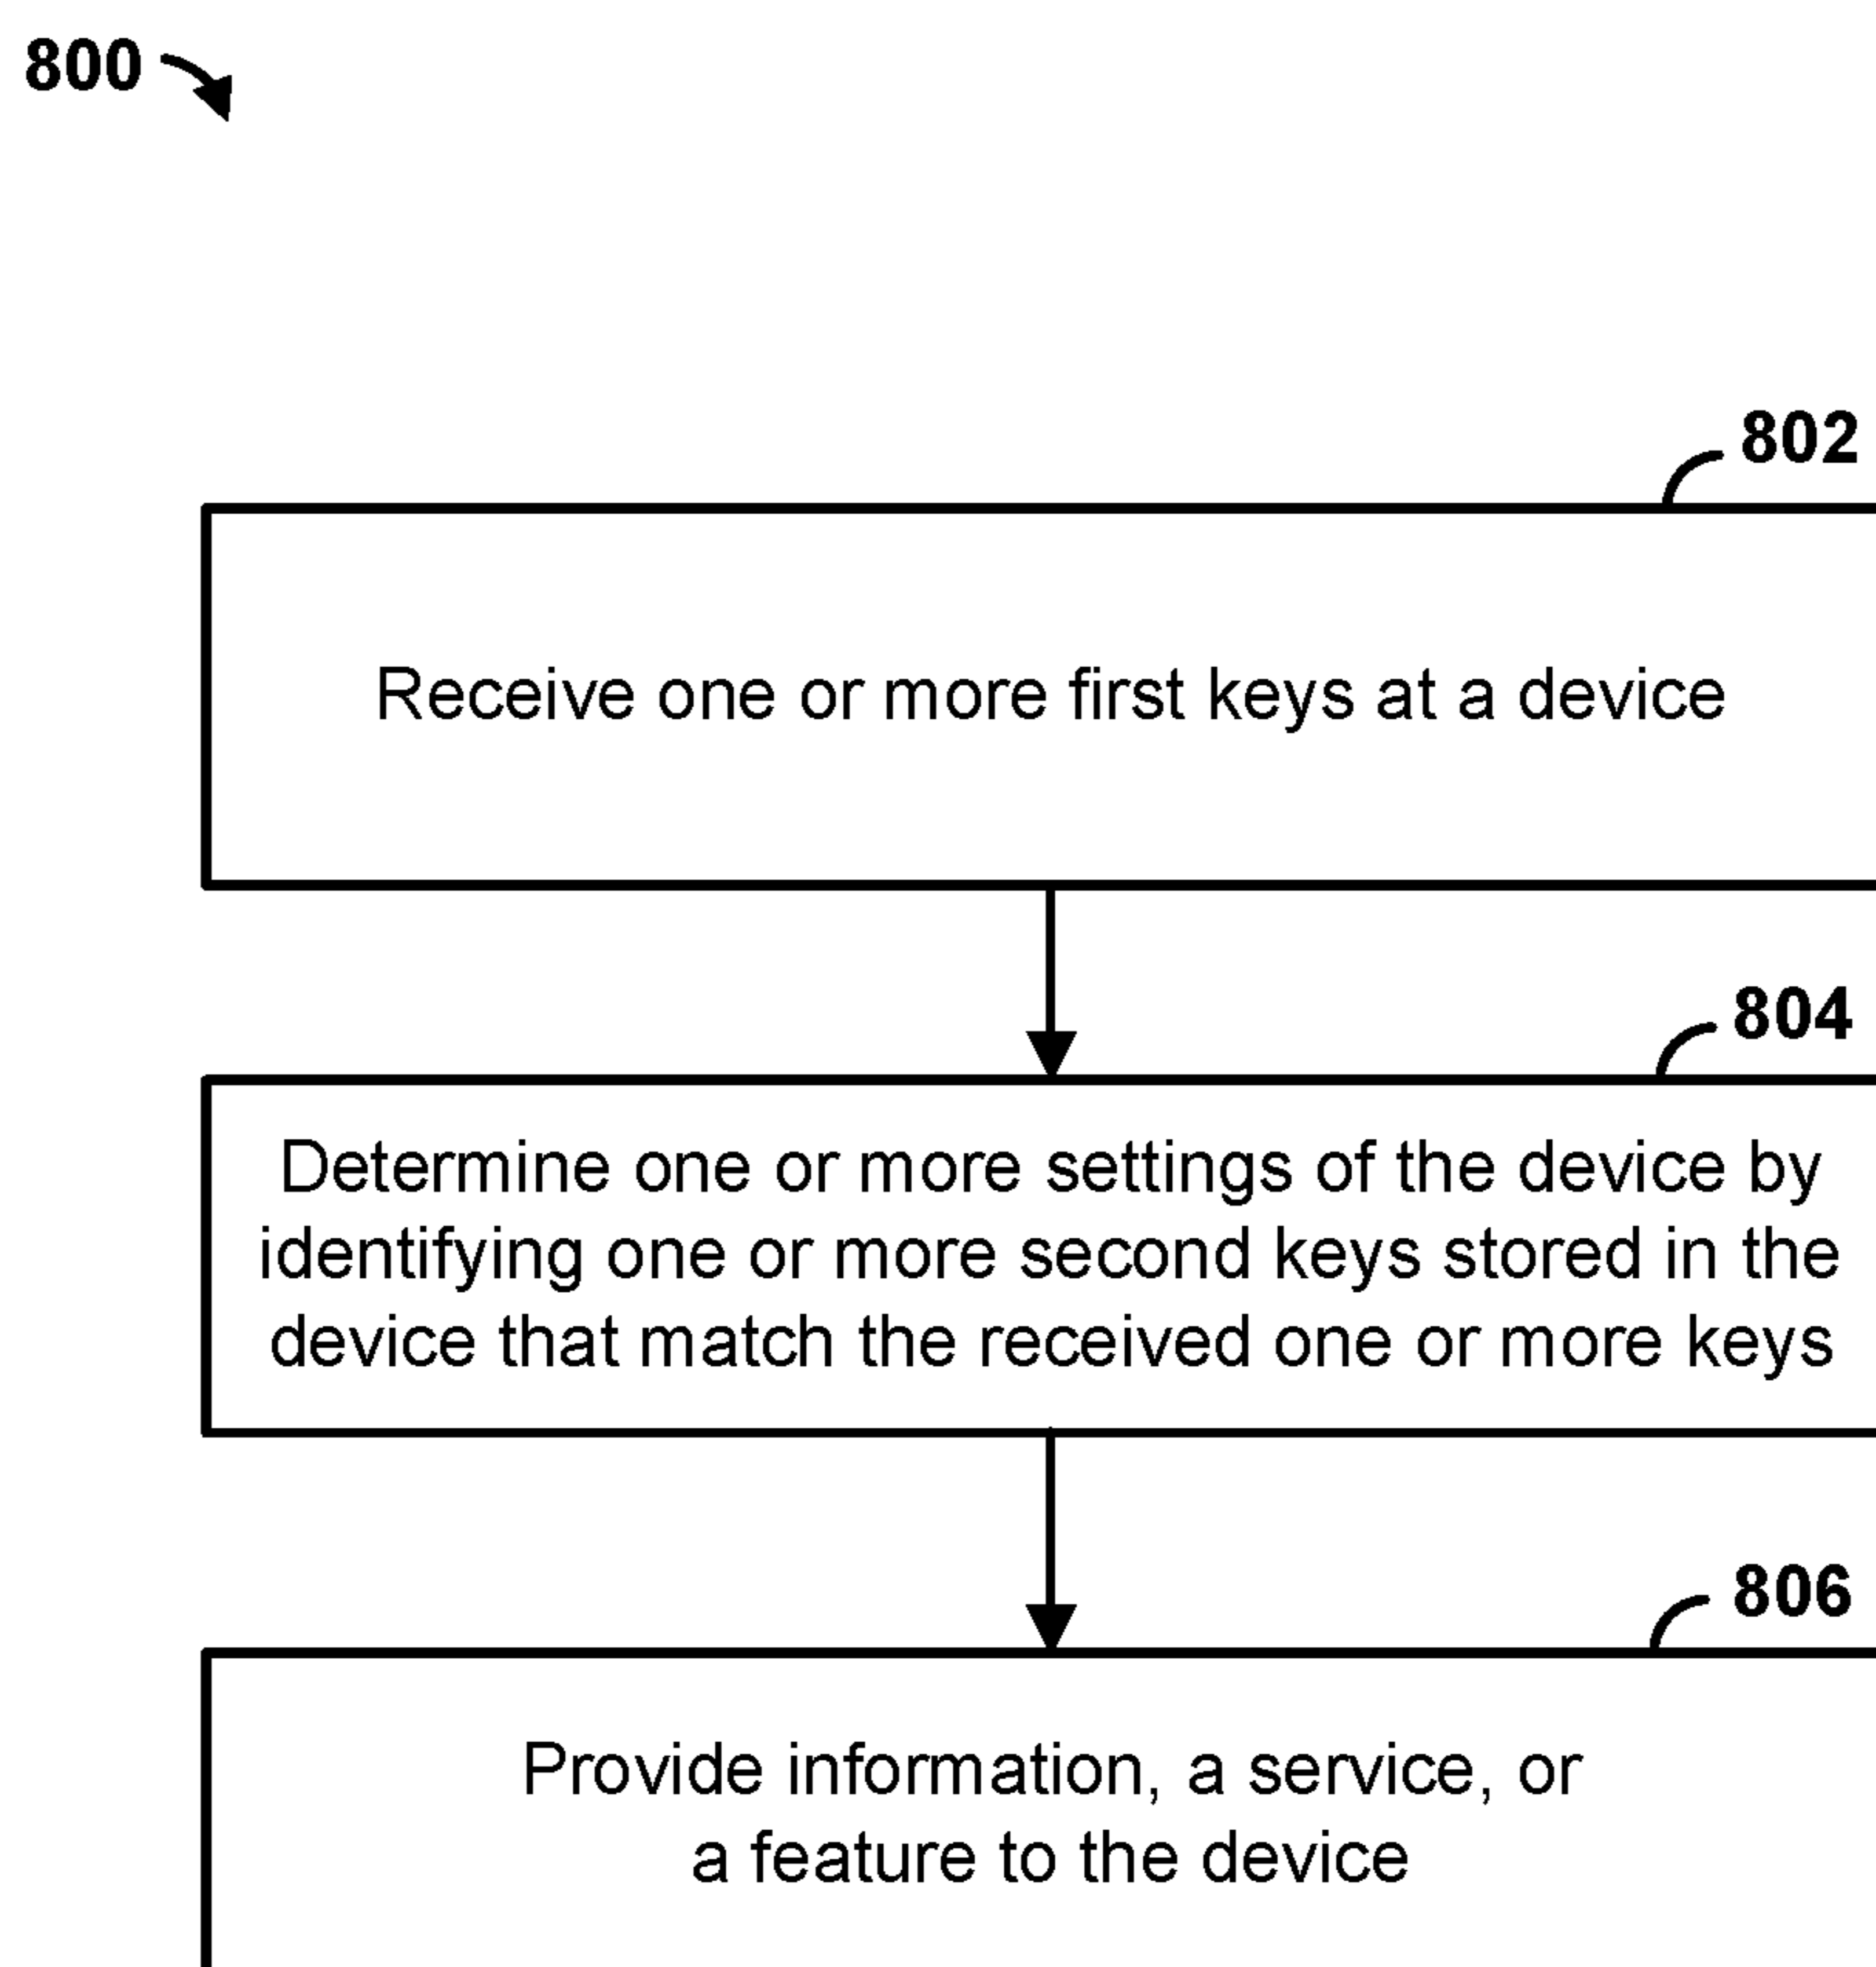 800
802
Receive one or more first keys at a device
804
Determine one or more settings of the device by
identifying one or more second keys stored in the
device that match the received one or more keys
806
Provide information, a service, or
a feature to the device